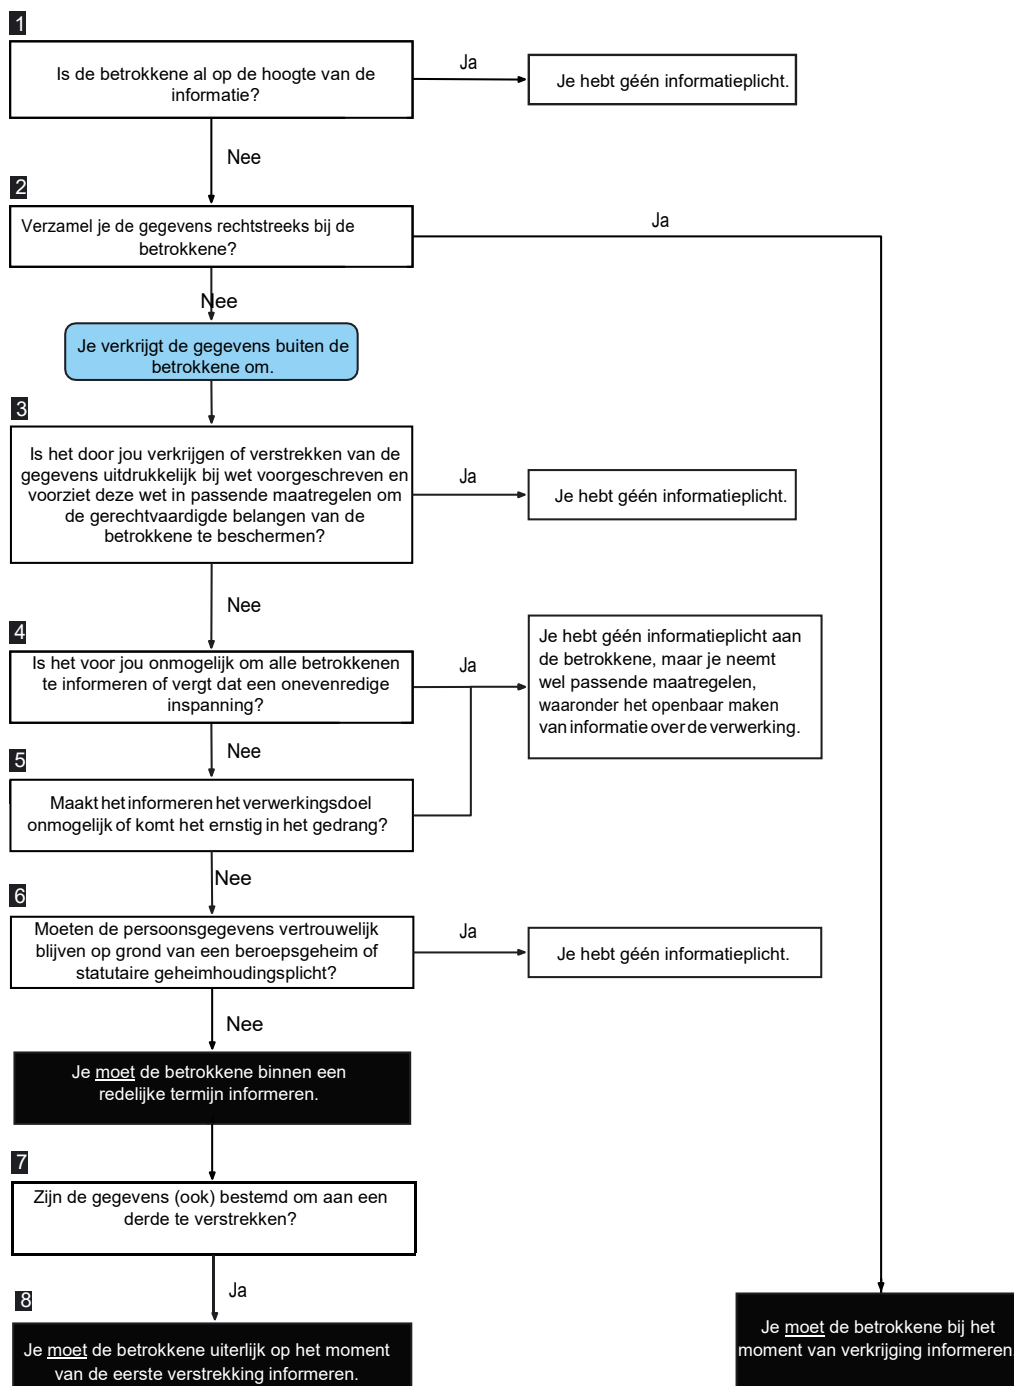 1
Is de betrokkene al op de hoogte van de
informatie?
Ja
Je hebt géén informatieplicht.
Nee
2
Verzamel je de gegevens rechtstreeks bij de
betrokkene?
Ja
Nee
Je verkrijgt de gegevens buiten de
betrokkene om.
3
Is het door jou verkrijgen of verstrekken van de
gegevens uitdrukkelijk bij wet voorgeschreven en
voorziet deze wet in passende maatregelen om
de gerechtvaardigde belangen van de
betrokkene te beschermen?
Ja
Je hebt géén informatieplicht.
Nee
4
Is het voor jou onmogelijk om alle betrokkenen
te informeren of vergt dat een onevenredige
inspanning?
Ja
Je hebt géén informatieplicht aan
de betrokkene, maar je neemt
wel passende maatregelen,
waaronder het openbaar maken
van informatie over de verwerking.
Nee
5
Maakt het informeren het verwerkingsdoel
onmogelijk of komt het ernstig in het gedrang?
Nee
6
Moeten de persoonsgegevens vertrouwelijk
blijven op grond van een beroepsgeheim of
statutaire geheimhoudingsplicht?
Ja
Je hebt géén informatieplicht.
Nee
Je moet de betrokkene binnen een
redelijke termijn informeren.
7
Zijn de gegevens (ook) bestemd om aan een
derde te verstrekken?
Ja
8
Je moet de betrokkene uiterlijk op het moment
van de eerste verstrekking informeren.
Je moet de betrokkene bij het
moment van verkrijging informeren.